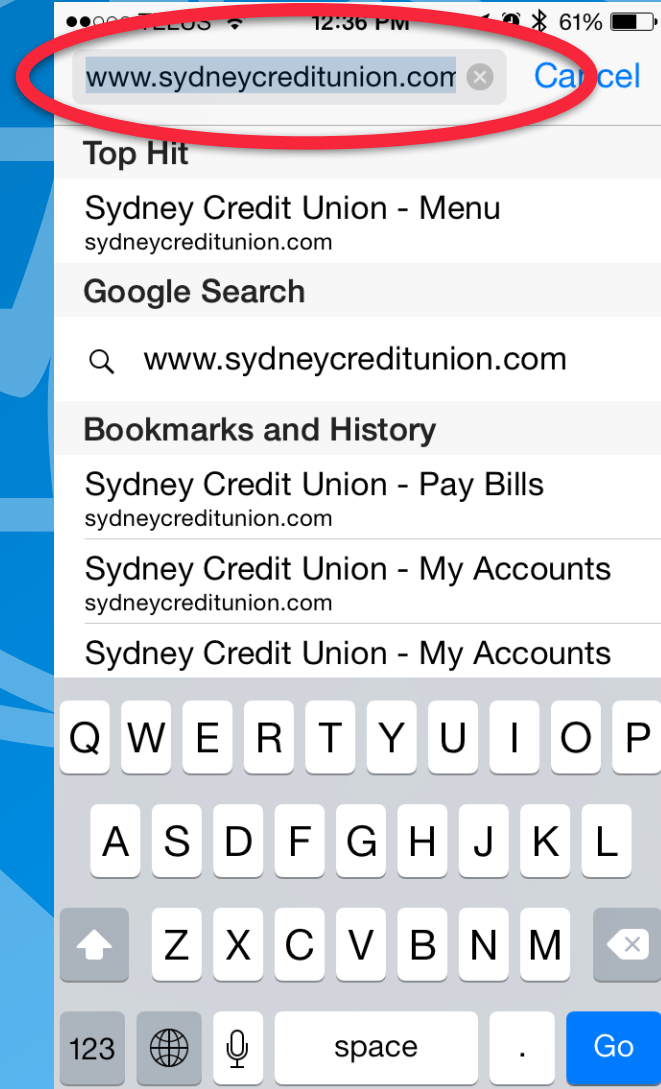 TELUS 12:36 PM 61%
www.sydneycreditunion.com Cancel
Top Hit
Sydney Credit Union - Menu
sydneycreditunion.com
Google Search
www.sydneycreditunion.com
Bookmarks and History
Sydney Credit Union - Pay Bills
sydneycreditunion.com
Sydney Credit Union - My Accounts
sydneycreditunion.com
Sydney Credit Union - My Accounts
Q W E R T Y U I O P
A S D F G H J K L
Z X C V B N M
123 space . Go